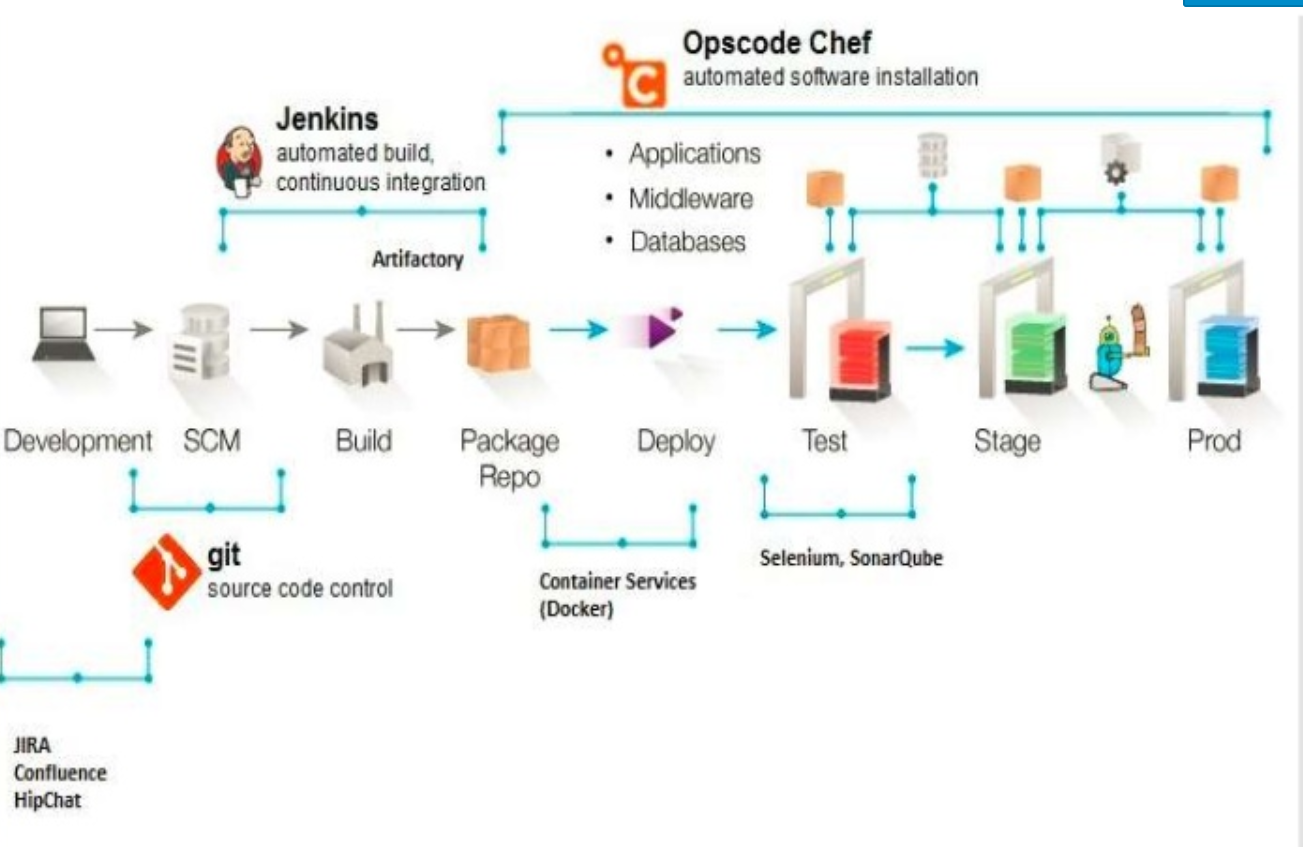 Opscode Chef
automated software installation
Jenkins
automated build,
continuous integration
• Applications
• Middleware
• Databases
Artifactory
Development
SCM
Build
Package
Repo
Deploy
Test
Stage
Prod
git
source code control
Container Services
(Docker)
Selenium, SonarQube
JIRA
Confluence
HipChat